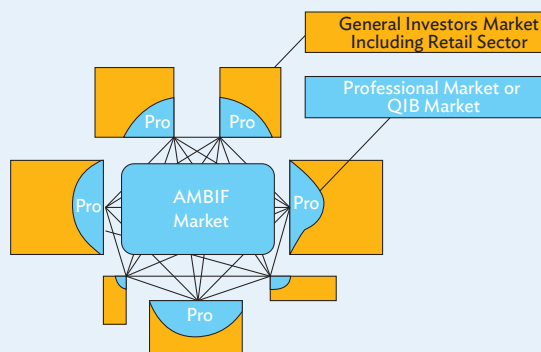 General Investors Market
Including Retail Sector
Professional Market or
QIB Market
Pro
Pro
Pro
AMBIF
Market
Pro
Pro